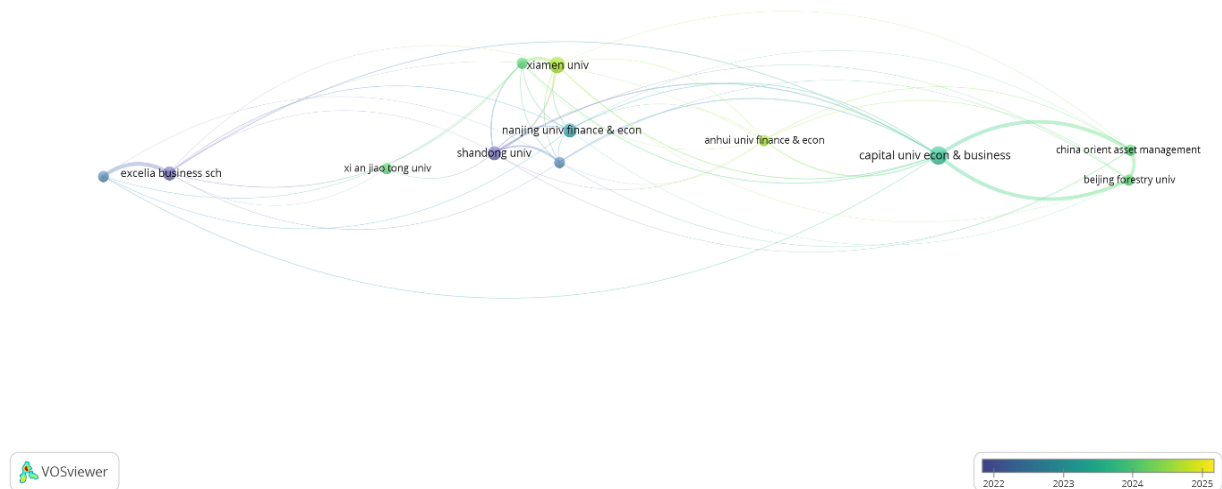 xiamen univ
nanjing univ finance & econ
anhui univ finance & econ
shandong univ
capital univ econ & business
china orient asset management
xi an jiao tong univ
excelia business sch
beijing forestry univ
VOSviewer
2022 2023 2024 2025